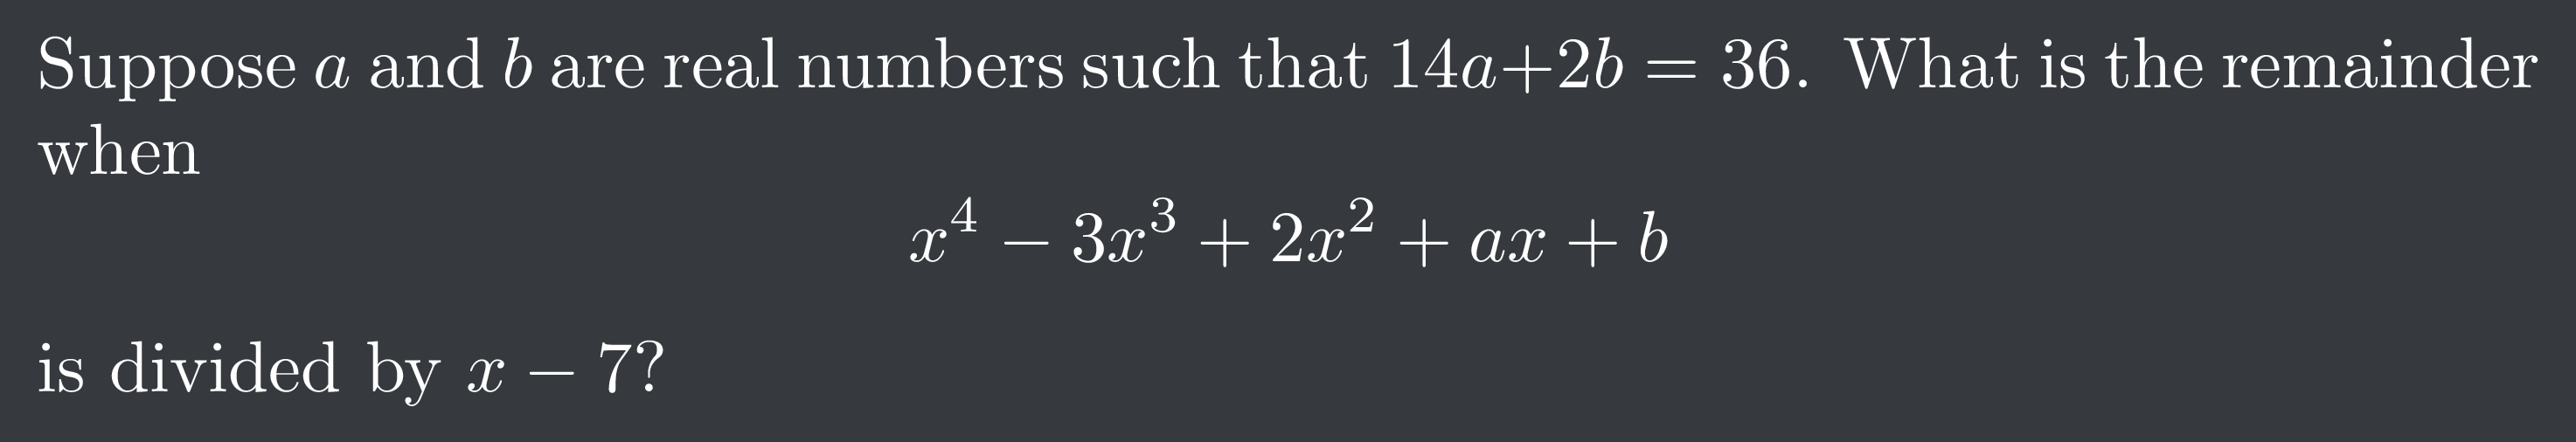 Suppose a and b are real numbers such that 14a+2b = 36. What is the remainder
when
x^4 − 3x^3 + 2x^2 + ax + b
is divided by x − 7?